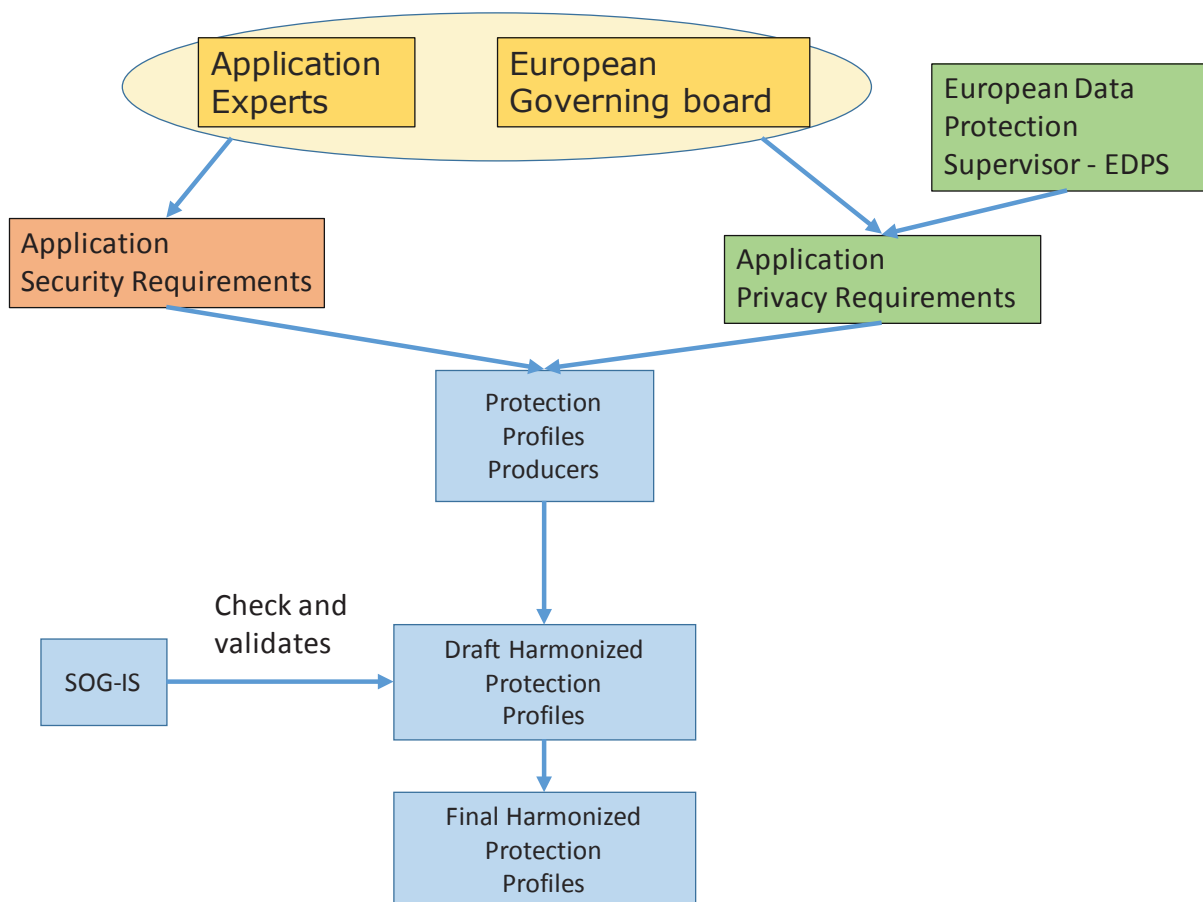 Application
Experts
European
Governing board
European Data
Protection
Supervisor - EDPS
Application
Security Requirements
Application
Privacy Requirements
Protection
Profiles
Producers
Check and
validates
SOG-IS
Draft Harmonized
Protection
Profiles
Final Harmonized
Protection
Profiles